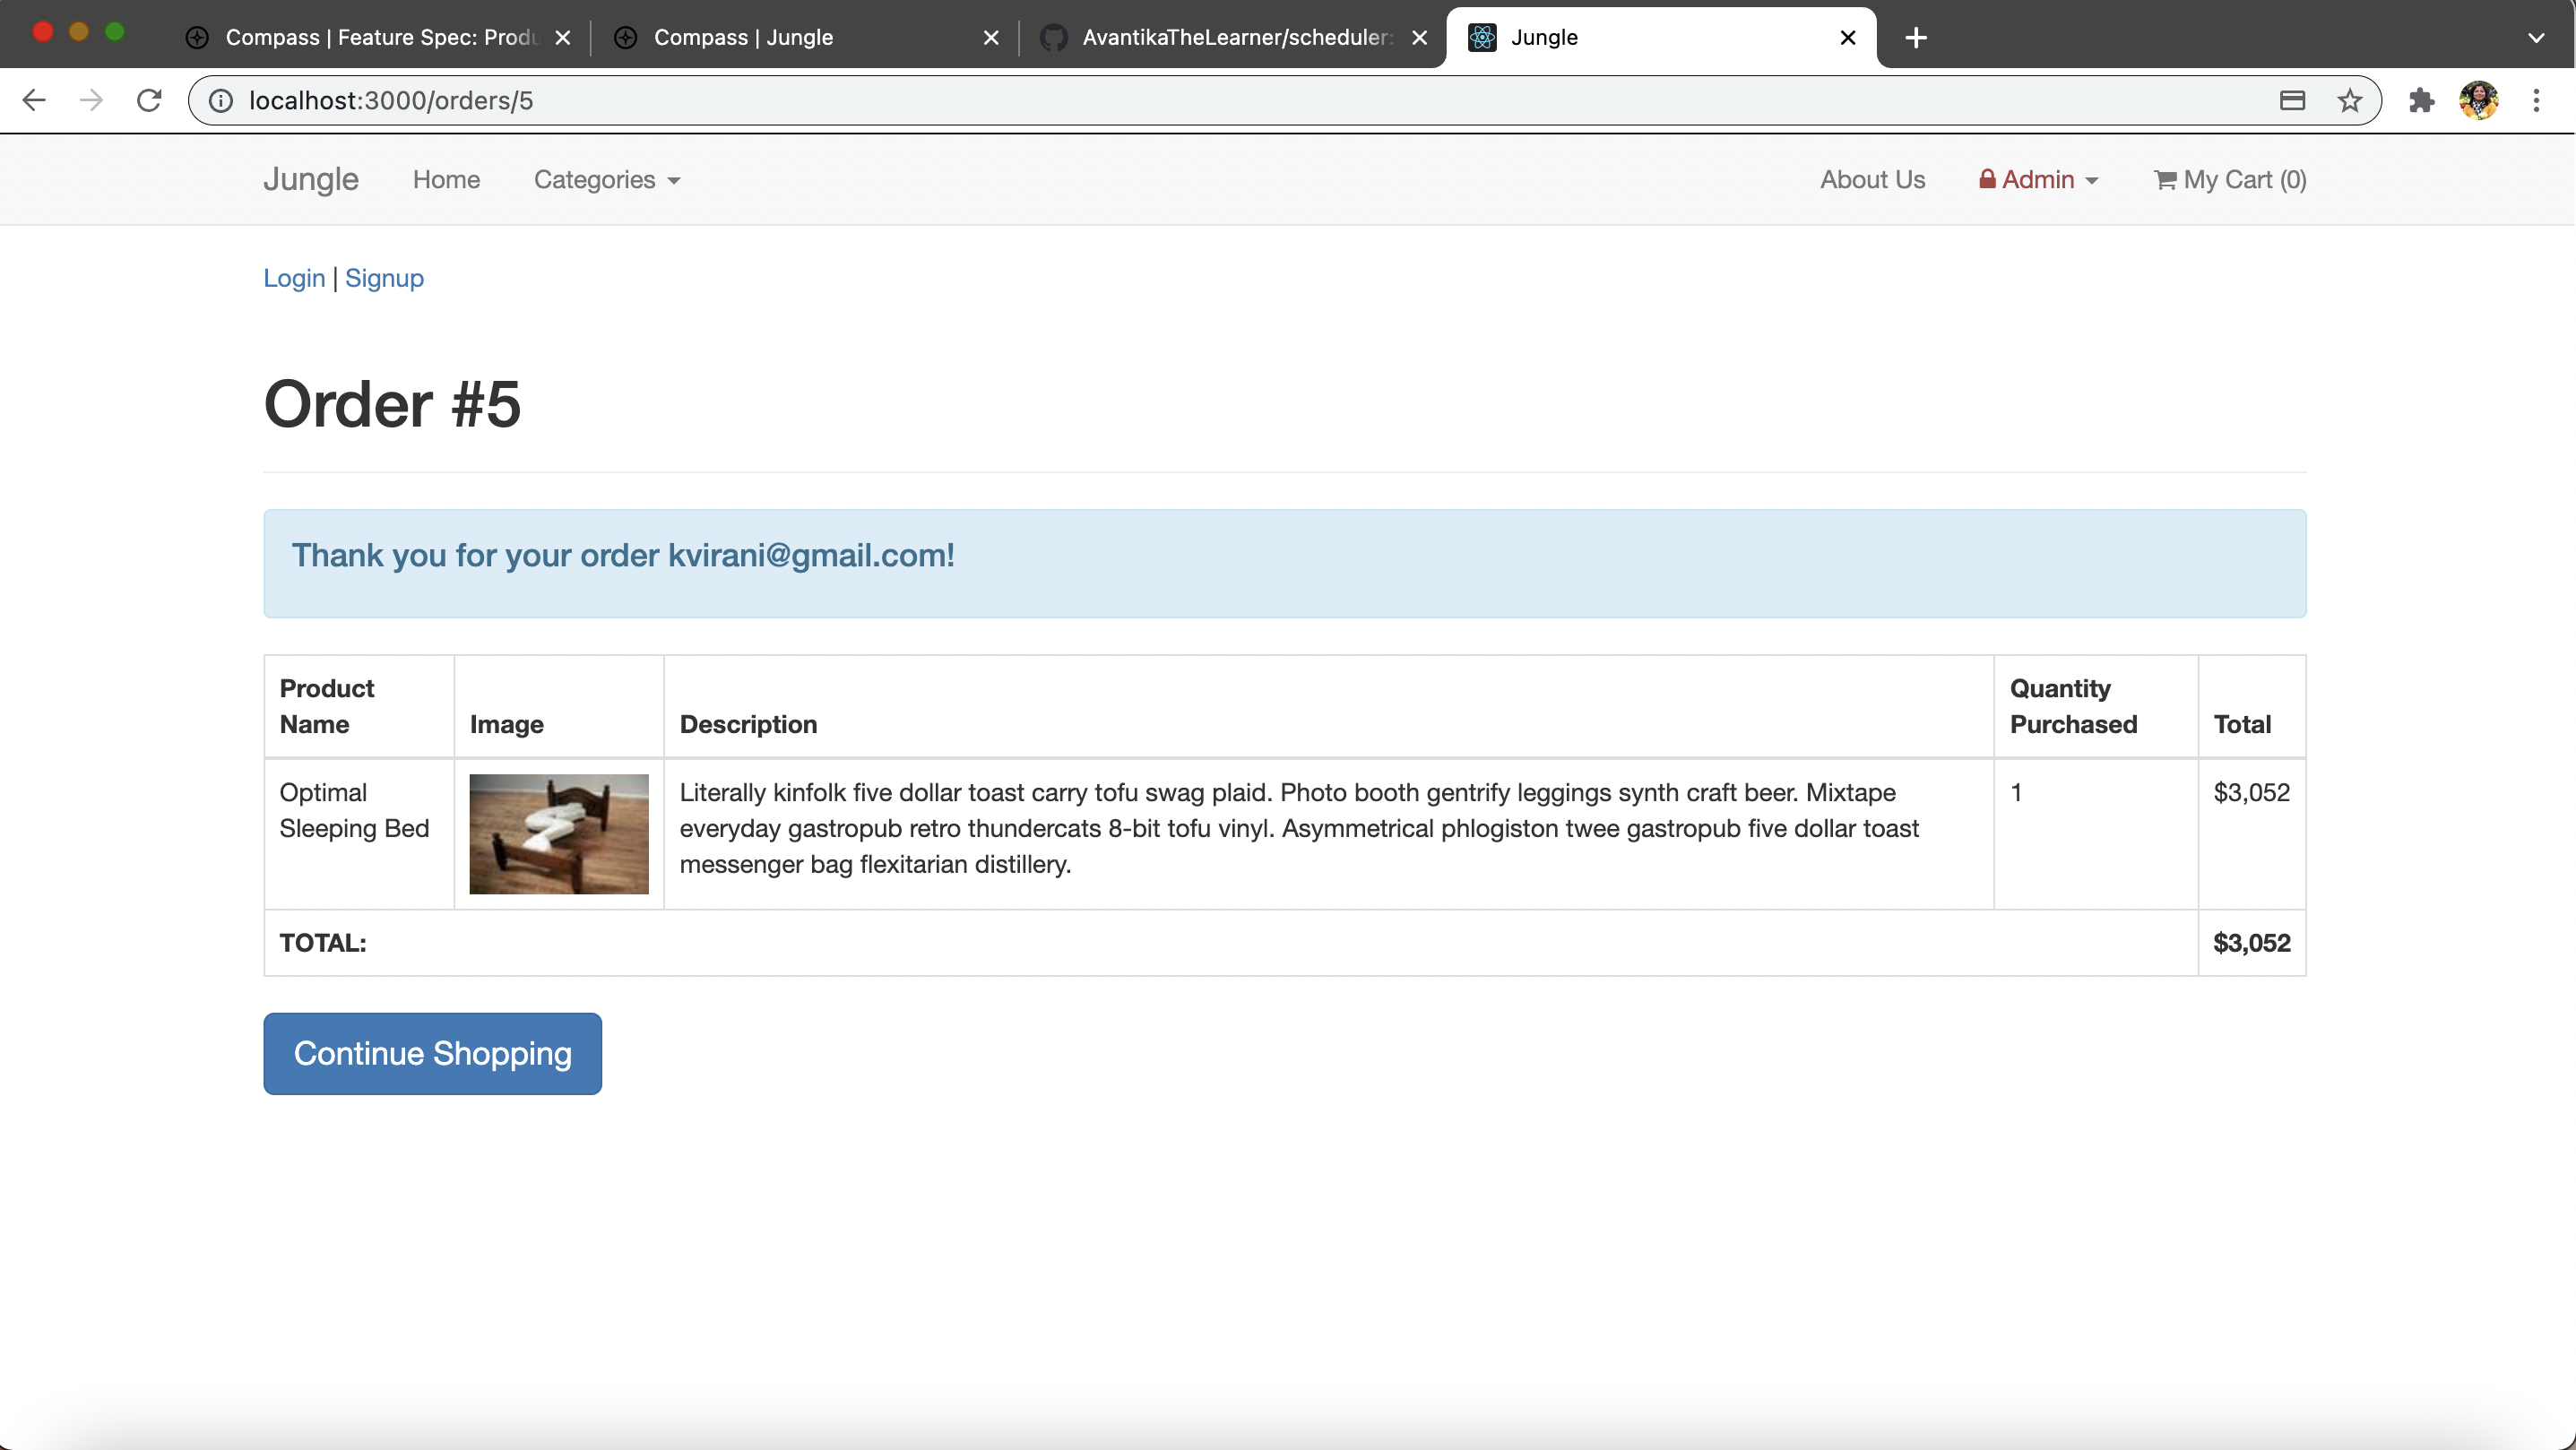 Compass | Feature Spec: Produ
Compass | Jungle
AvantikaTheLearner/scheduler:
Jungle
localhost:3000/orders/5
Jungle Home Categories About Us Admin My Cart (0)
Login | Signup
Order #5
Thank you for your order kvirani@gmail.com!
Product
Name
Image
Description
Quantity
Purchased
Total
Optimal
Sleeping Bed
Literally kinfolk five dollar toast carry tofu swag plaid. Photo booth gentrify leggings synth craft beer. Mixtape
everyday gastropub retro thundercats 8-bit tofu vinyl. Asymmetrical phlogiston twee gastropub five dollar toast
messenger bag flexitarian distillery.
1
$3,052
TOTAL:
$3,052
Continue Shopping